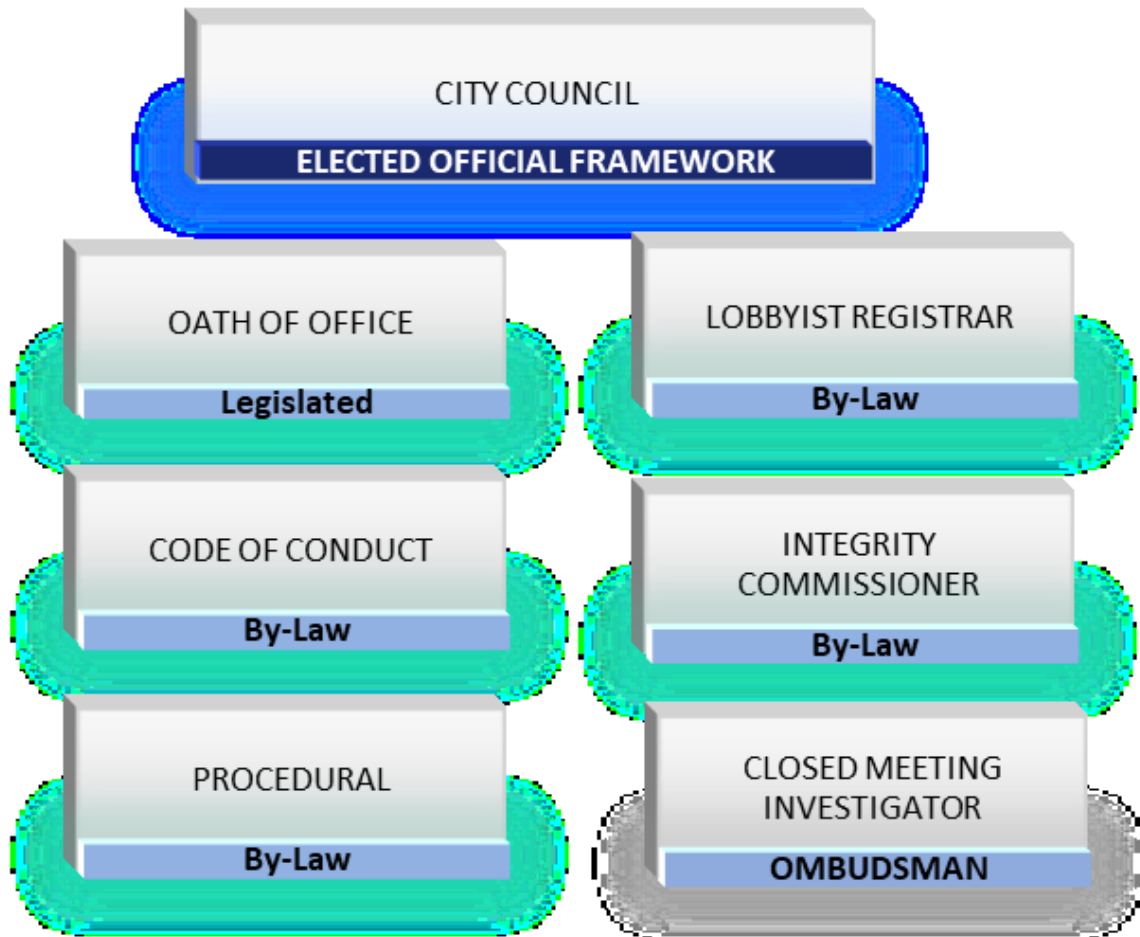 CITY COUNCIL
ELECTED OFFICIAL FRAMEWORK
OATH OF OFFICE
Legislated
LOBBYIST REGISTRAR
By-Law
CODE OF CONDUCT
By-Law
INTEGRITY
COMMISSIONER
By-Law
PROCEDURAL
By-Law
CLOSED MEETING
INVESTIGATOR
OMBUDSMAN